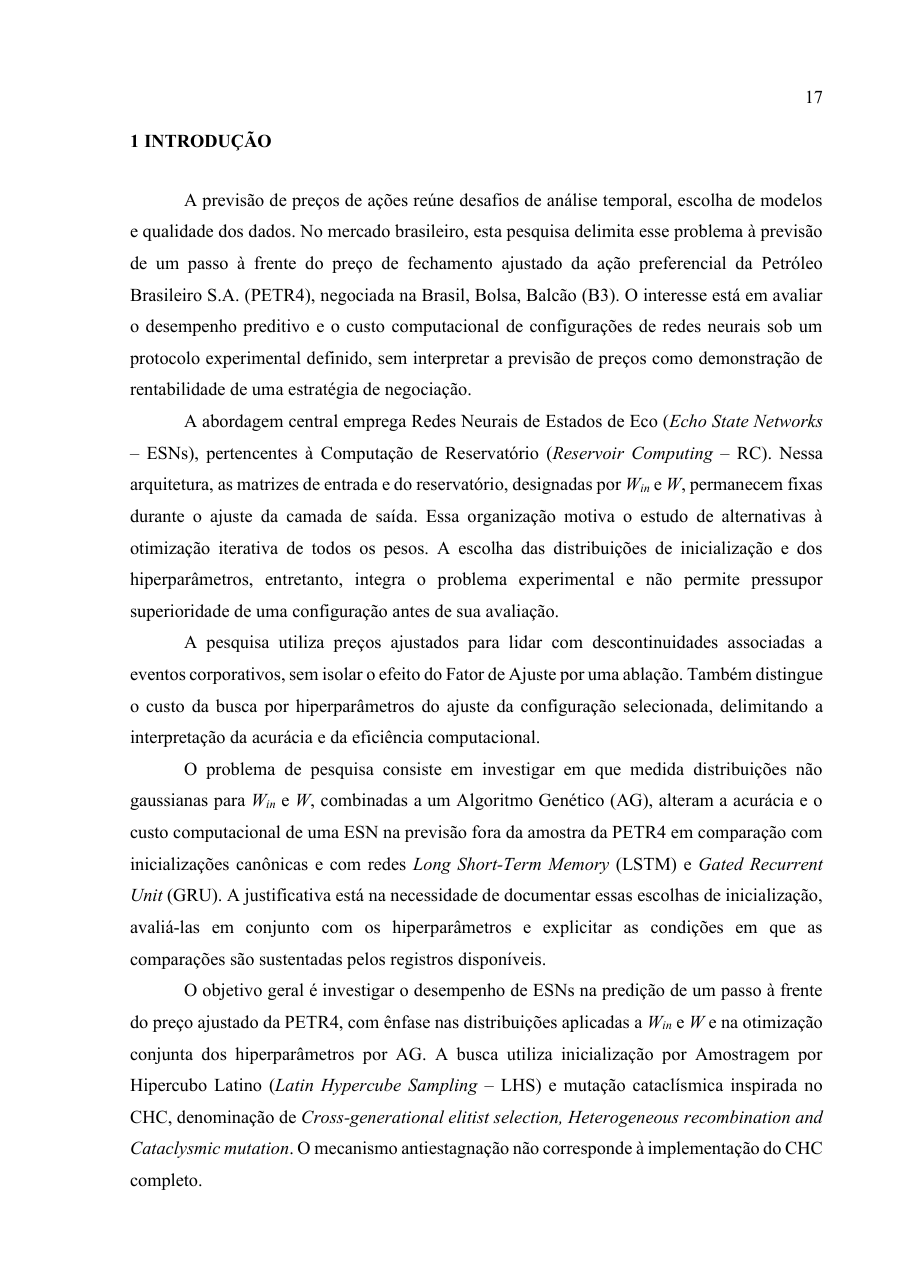 17
1 INTRODUÇÃO
A previsão de preços de ações reúne desafios de análise temporal, escolha de modelos
e qualidade dos dados. No mercado brasileiro, esta pesquisa delimita esse problema à previsão
de um passo à frente do preço de fechamento ajustado da ação preferencial da Petróleo
Brasileiro S.A. (PETR4), negociada na Brasil, Bolsa, Balcão (B3). O interesse está em avaliar
o desempenho preditivo e o custo computacional de configurações de redes neurais sob um
protocolo experimental definido, sem interpretar a previsão de preços como demonstração de
rentabilidade de uma estratégia de negociação.
A abordagem central emprega Redes Neurais de Estados de Eco (Echo State Networks
– ESNs), pertencentes à Computação de Reservatório (Reservoir Computing – RC). Nessa
arquitetura, as matrizes de entrada e do reservatório, designadas por Win e W, permanecem fixas
durante o ajuste da camada de saída. Essa organização motiva o estudo de alternativas à
otimização iterativa de todos os pesos. A escolha das distribuições de inicialização e dos
hiperparâmetros, entretanto, integra o problema experimental e não permite pressupor
superioridade de uma configuração antes de sua avaliação.
A pesquisa utiliza preços ajustados para lidar com descontinuidades associadas a
eventos corporativos, sem isolar o efeito do Fator de Ajuste por uma ablação. Também distingue
o custo da busca por hiperparâmetros do ajuste da configuração selecionada, delimitando a
interpretação da acurácia e da eficiência computacional.
O problema de pesquisa consiste em investigar em que medida distribuições não
gaussianas para Win e W, combinadas a um Algoritmo Genético (AG), alteram a acurácia e o
custo computacional de uma ESN na previsão fora da amostra da PETR4 em comparação com
inicializações canônicas e com redes Long Short-Term Memory (LSTM) e Gated Recurrent
Unit (GRU). A justificativa está na necessidade de documentar essas escolhas de inicialização,
avaliá-las em conjunto com os hiperparâmetros e explicitar as condições em que as
comparações são sustentadas pelos registros disponíveis.
O objetivo geral é investigar o desempenho de ESNs na predição de um passo à frente
do preço ajustado da PETR4, com ênfase nas distribuições aplicadas a Win e W e na otimização
conjunta dos hiperparâmetros por AG. A busca utiliza inicialização por Amostragem por
Hipercubo Latino (Latin Hypercube Sampling – LHS) e mutação cataclísmica inspirada no
CHC, denominação de Cross-generational elitist selection, Heterogeneous recombination and
Cataclysmic mutation. O mecanismo antiestagnação não corresponde à implementação do CHC
completo.